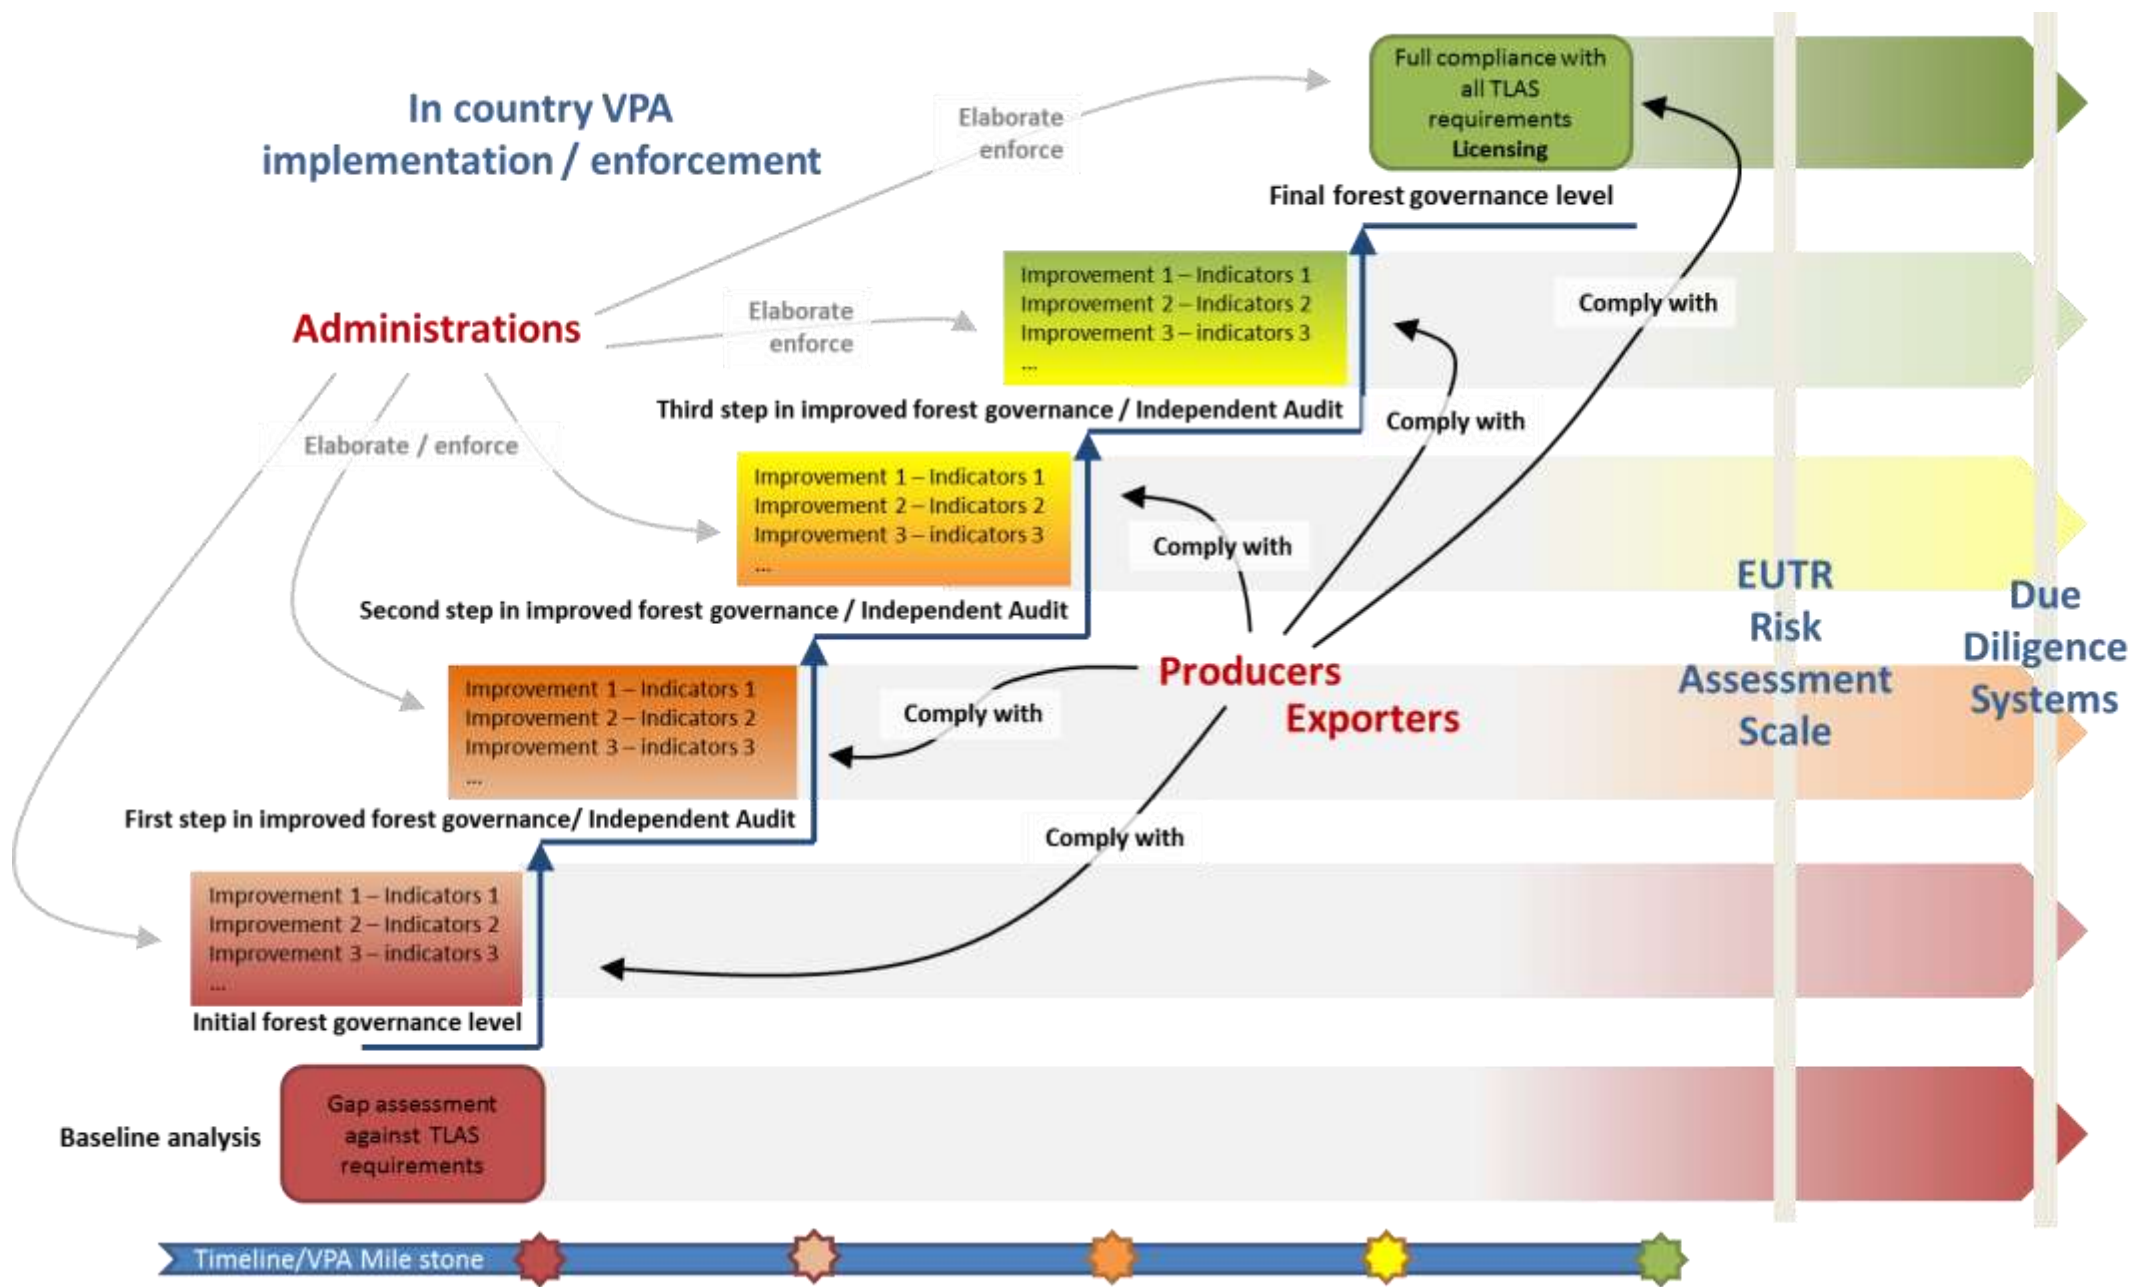 In country VPA
implementation / enforcement
Elaborate
enforce
Full compliance with
all TLAS
requirements
Licensing
Final forest governance level
Administrations
Elaborate
enforce
Improvement 1 – Indicators 1
Improvement 2 – Indicators 2
Improvement 3 – indicators 3
...
Comply with
Third step in improved forest governance / Independent Audit
Comply with
Elaborate / enforce
Improvement 1 – Indicators 1
Improvement 2 – Indicators 2
Improvement 3 – indicators 3
...
Comply with
EUTR
Risk
Assessment
Scale
Due
Diligence
Systems
Second step in improved forest governance / Independent Audit
Producers
Exporters
Improvement 1 – Indicators 1
Improvement 2 – Indicators 2
Improvement 3 – indicators 3
...
Comply with
First step in improved forest governance/ Independent Audit
Comply with
Improvement 1 – Indicators 1
Improvement 2 – Indicators 2
Improvement 3 – indicators 3
...
Initial forest governance level
Baseline analysis
Gap assessment
against TLAS
requirements
Timeline/VPA Mile stone